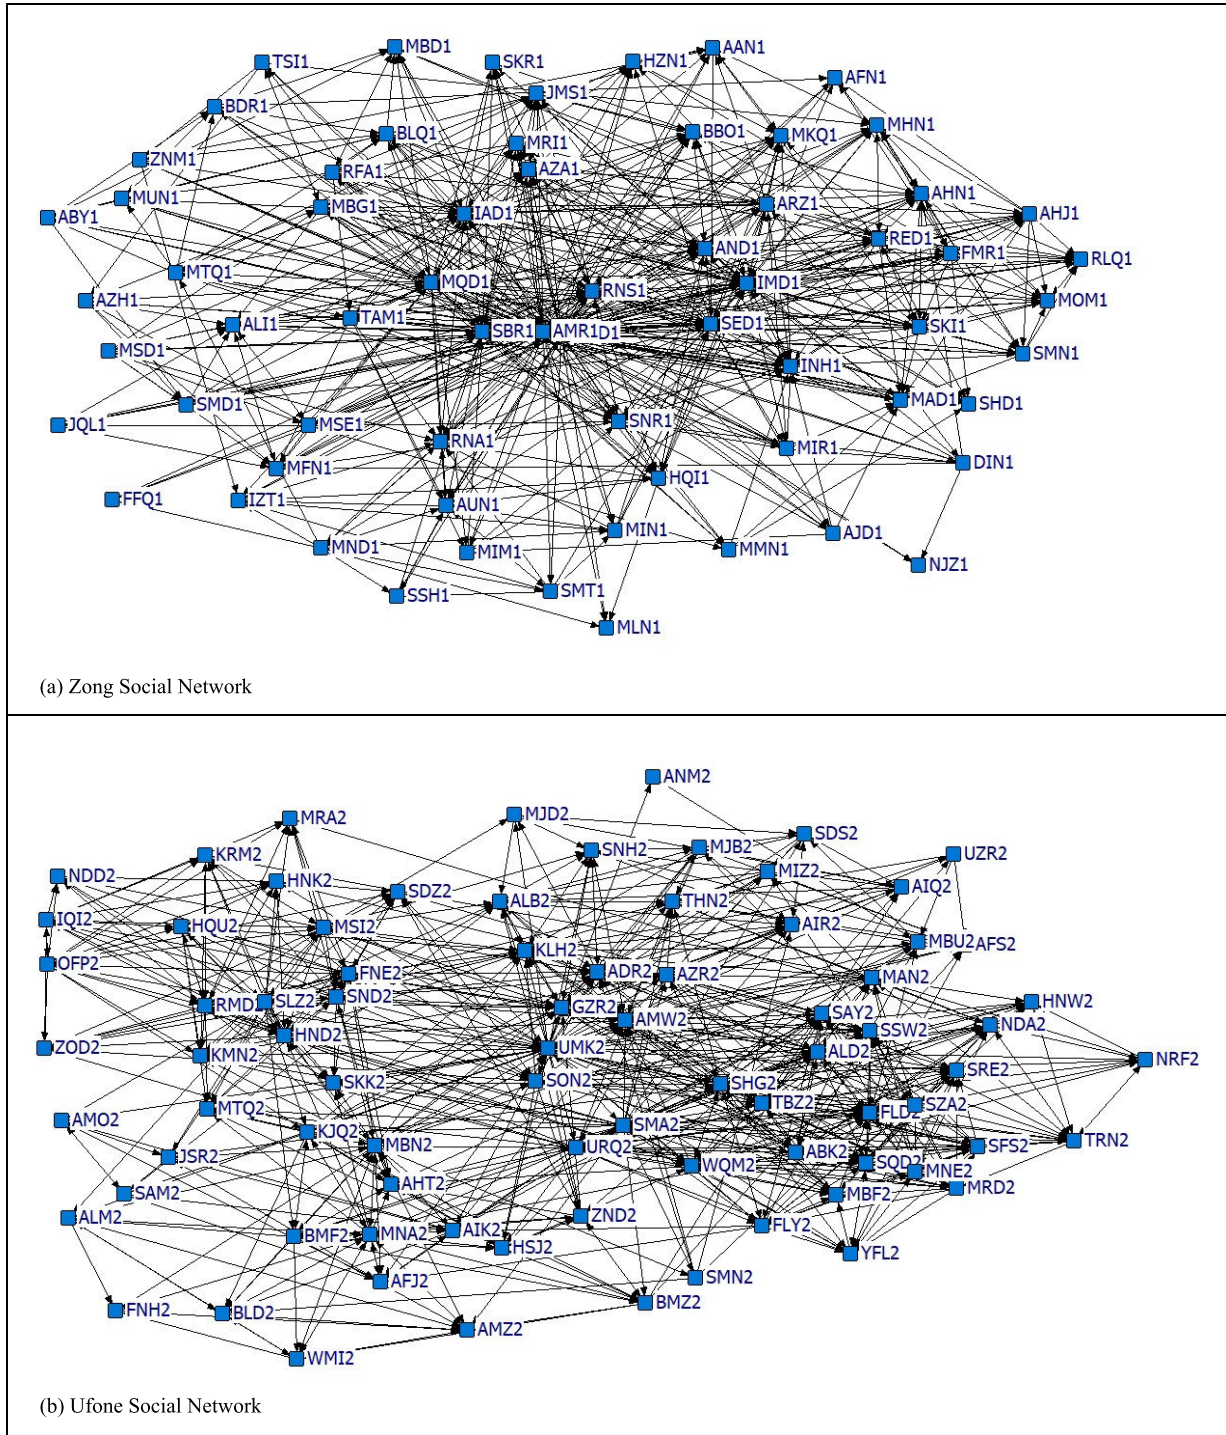 MBD1
TSI1
SKR1
HZN1
AAN1
AFN1
JMS1
BDR1
BLQ1
MRI1
BBO1
MKQ1
MHN1
ZNM1
RFA1
AZA1
MUN1
MBG1
IAD1
ARZ1
AHN1
AHJ1
ABY1
AND1
RED1
FMR1
RLQ1
MTQ1
MQD1
RNS1
IMD1
AZH1
MOM1
ALI1
TAM1
SBR1
AMR1D1
SED1
SKI1
MSD1
SMN1
INH1
SMD1
MAD1
SHD1
JQL1
MSE1
SNR1
RNA1
MIR1
MFN1
HQI1
DIN1
FFQ1
IZT1
AUN1
MIN1
AJD1
MND1
MIM1
MMN1
NJZ1
SSH1
SMT1
MLN1
(a) Zong Social Network
ANM2
MRA2
MJD2
SDS2
KRM2
SNH2
MJB2
UZR2
NDD2
HNK2
SDZ2
ALB2
THN2
MIZ2
AIQ2
IQI2
HQU2
MSI2
AIR2
MBU2
AFS2
KLH2
OFP2
FNE2
ADR2
AZR2
MAN2
RMD
SLZ2
SND2
GZR2
AMW2
SAY2
HNW2
HND2
SSW2
NDA2
ZOD2
KMN2
UMK2
ALD2
NRF2
SKK2
SON2
SHG2
SRE2
MTQ2
TBZ2
FLD2
SZA2
AMO2
KJQ2
SMA2
MBN2
URQ2
ABK2
SFS2
TRN2
JSR2
WQM2
SQD2
MNE2
SAM2
AHT2
MBF2
MRD2
ALM2
ZND2
FLY2
BMF2
MNA2
AIK2
HSJ2
YFL2
AFJ2
SMN2
FNH2
BLD2
BMZ2
AMZ2
WMI2
(b) Ufone Social Network